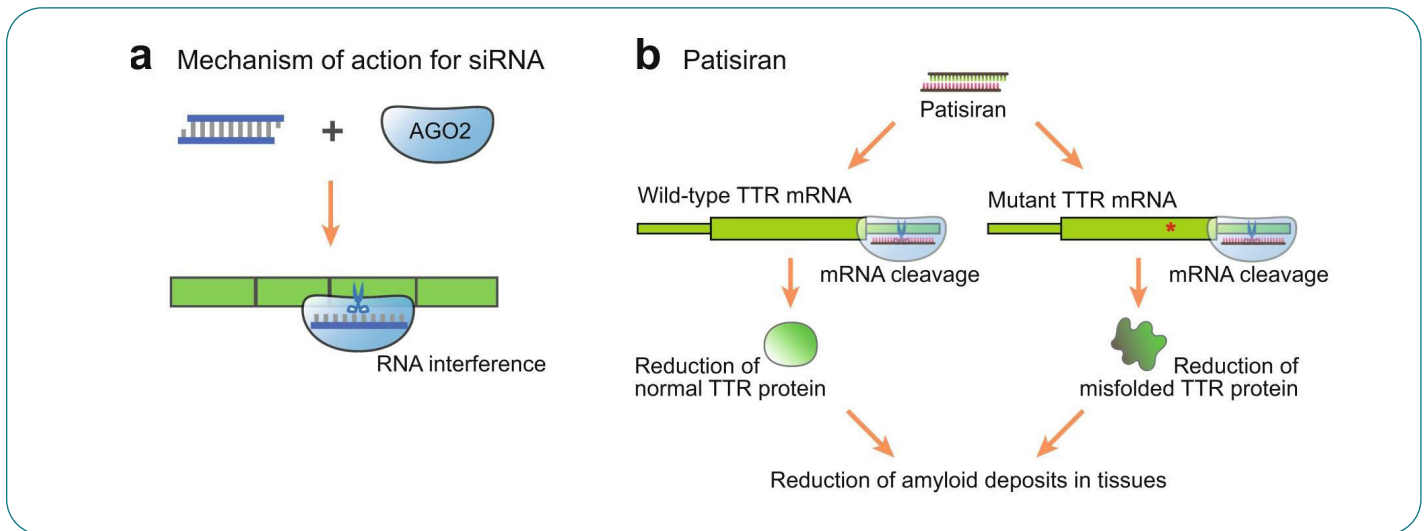 a Mechanism of action for siRNA
+
AGO2
RNA interference
b Patisiran
Patisiran
Wild-type TTR mRNA
mRNA cleavage
Reduction of
normal TTR protein
Mutant TTR mRNA
*
mRNA cleavage
Reduction of
misfolded TTR protein
Reduction of amyloid deposits in tissues